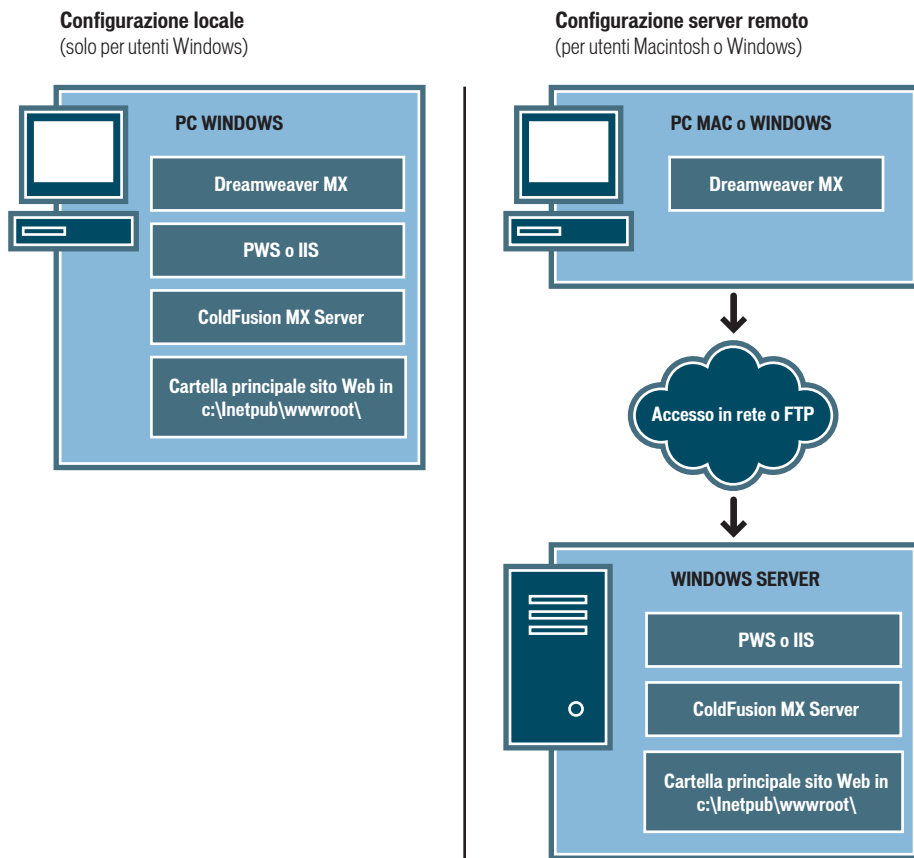 Configurazione locale
(solo per utenti Windows)
PC WINDOWS
Dreamweaver MX
PWS o IIS
ColdFusion MX Server
Cartella principale sito Web in
c:\Inetpub\wwwroot\
Configurazione server remoto
(per utenti Macintosh o Windows)
PC MAC o WINDOWS
Dreamweaver MX
Accesso in rete o FTP
WINDOWS SERVER
PWS o IIS
ColdFusion MX Server
Cartella principale sito Web in
c:\Inetpub\wwwroot\